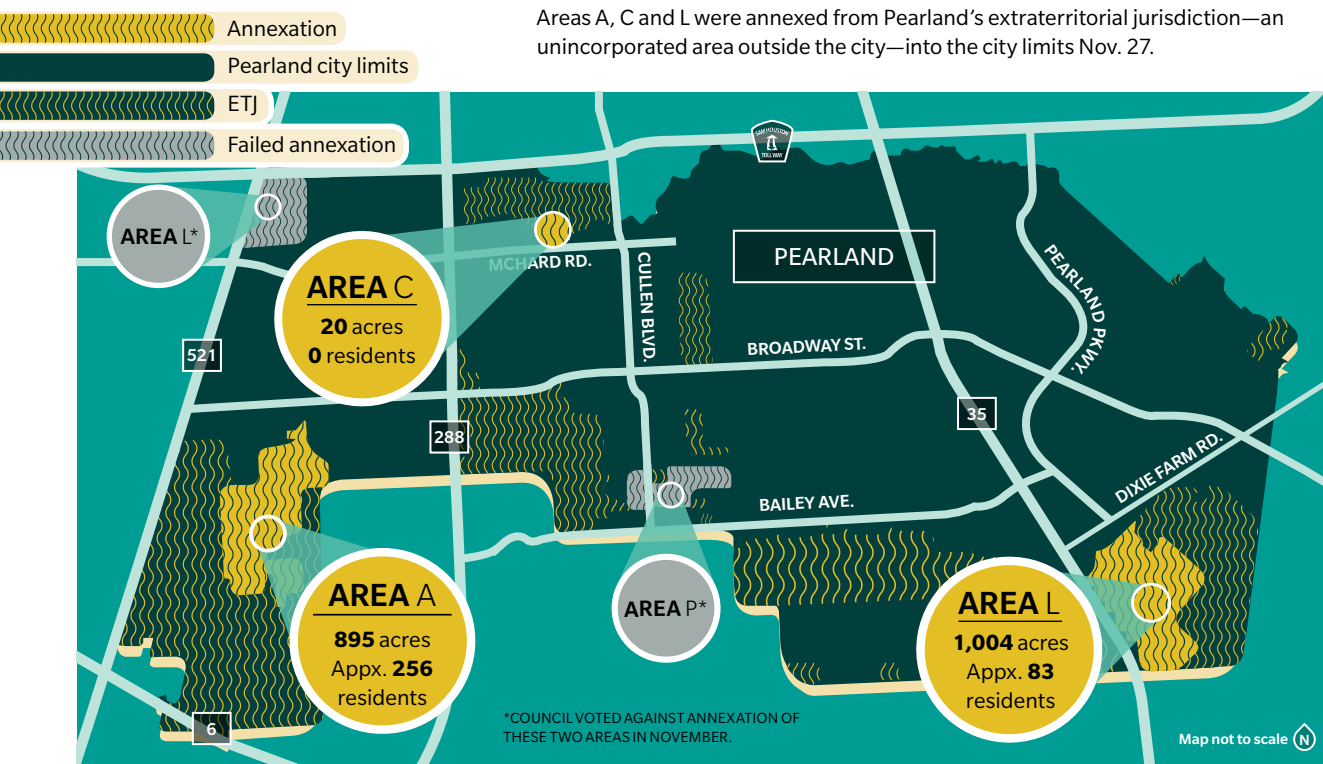 Annexation
Pearland city limits
ETJ
Failed annexation
Areas A, C and L were annexed from Pearland’s extraterritorial jurisdiction—an
unincorporated area outside the city—into the city limits Nov. 27.
SAM HOUSTON
TOLLWAY
AREA L*
AREA C
20 acres
0 residents
MCHARD RD.
CULLEN BLVD.
PEARLAND
PEARLAND PKWY.
521
BROADWAY ST.
288
35
DIXIE FARM RD.
BAILEY AVE.
AREA A
895 acres
Appx. 256
residents
AREA P*
AREA L
1,004 acres
Appx. 83
residents
6
*COUNCIL VOTED AGAINST ANNEXATION OF
THESE TWO AREAS IN NOVEMBER.
Map not to scale N